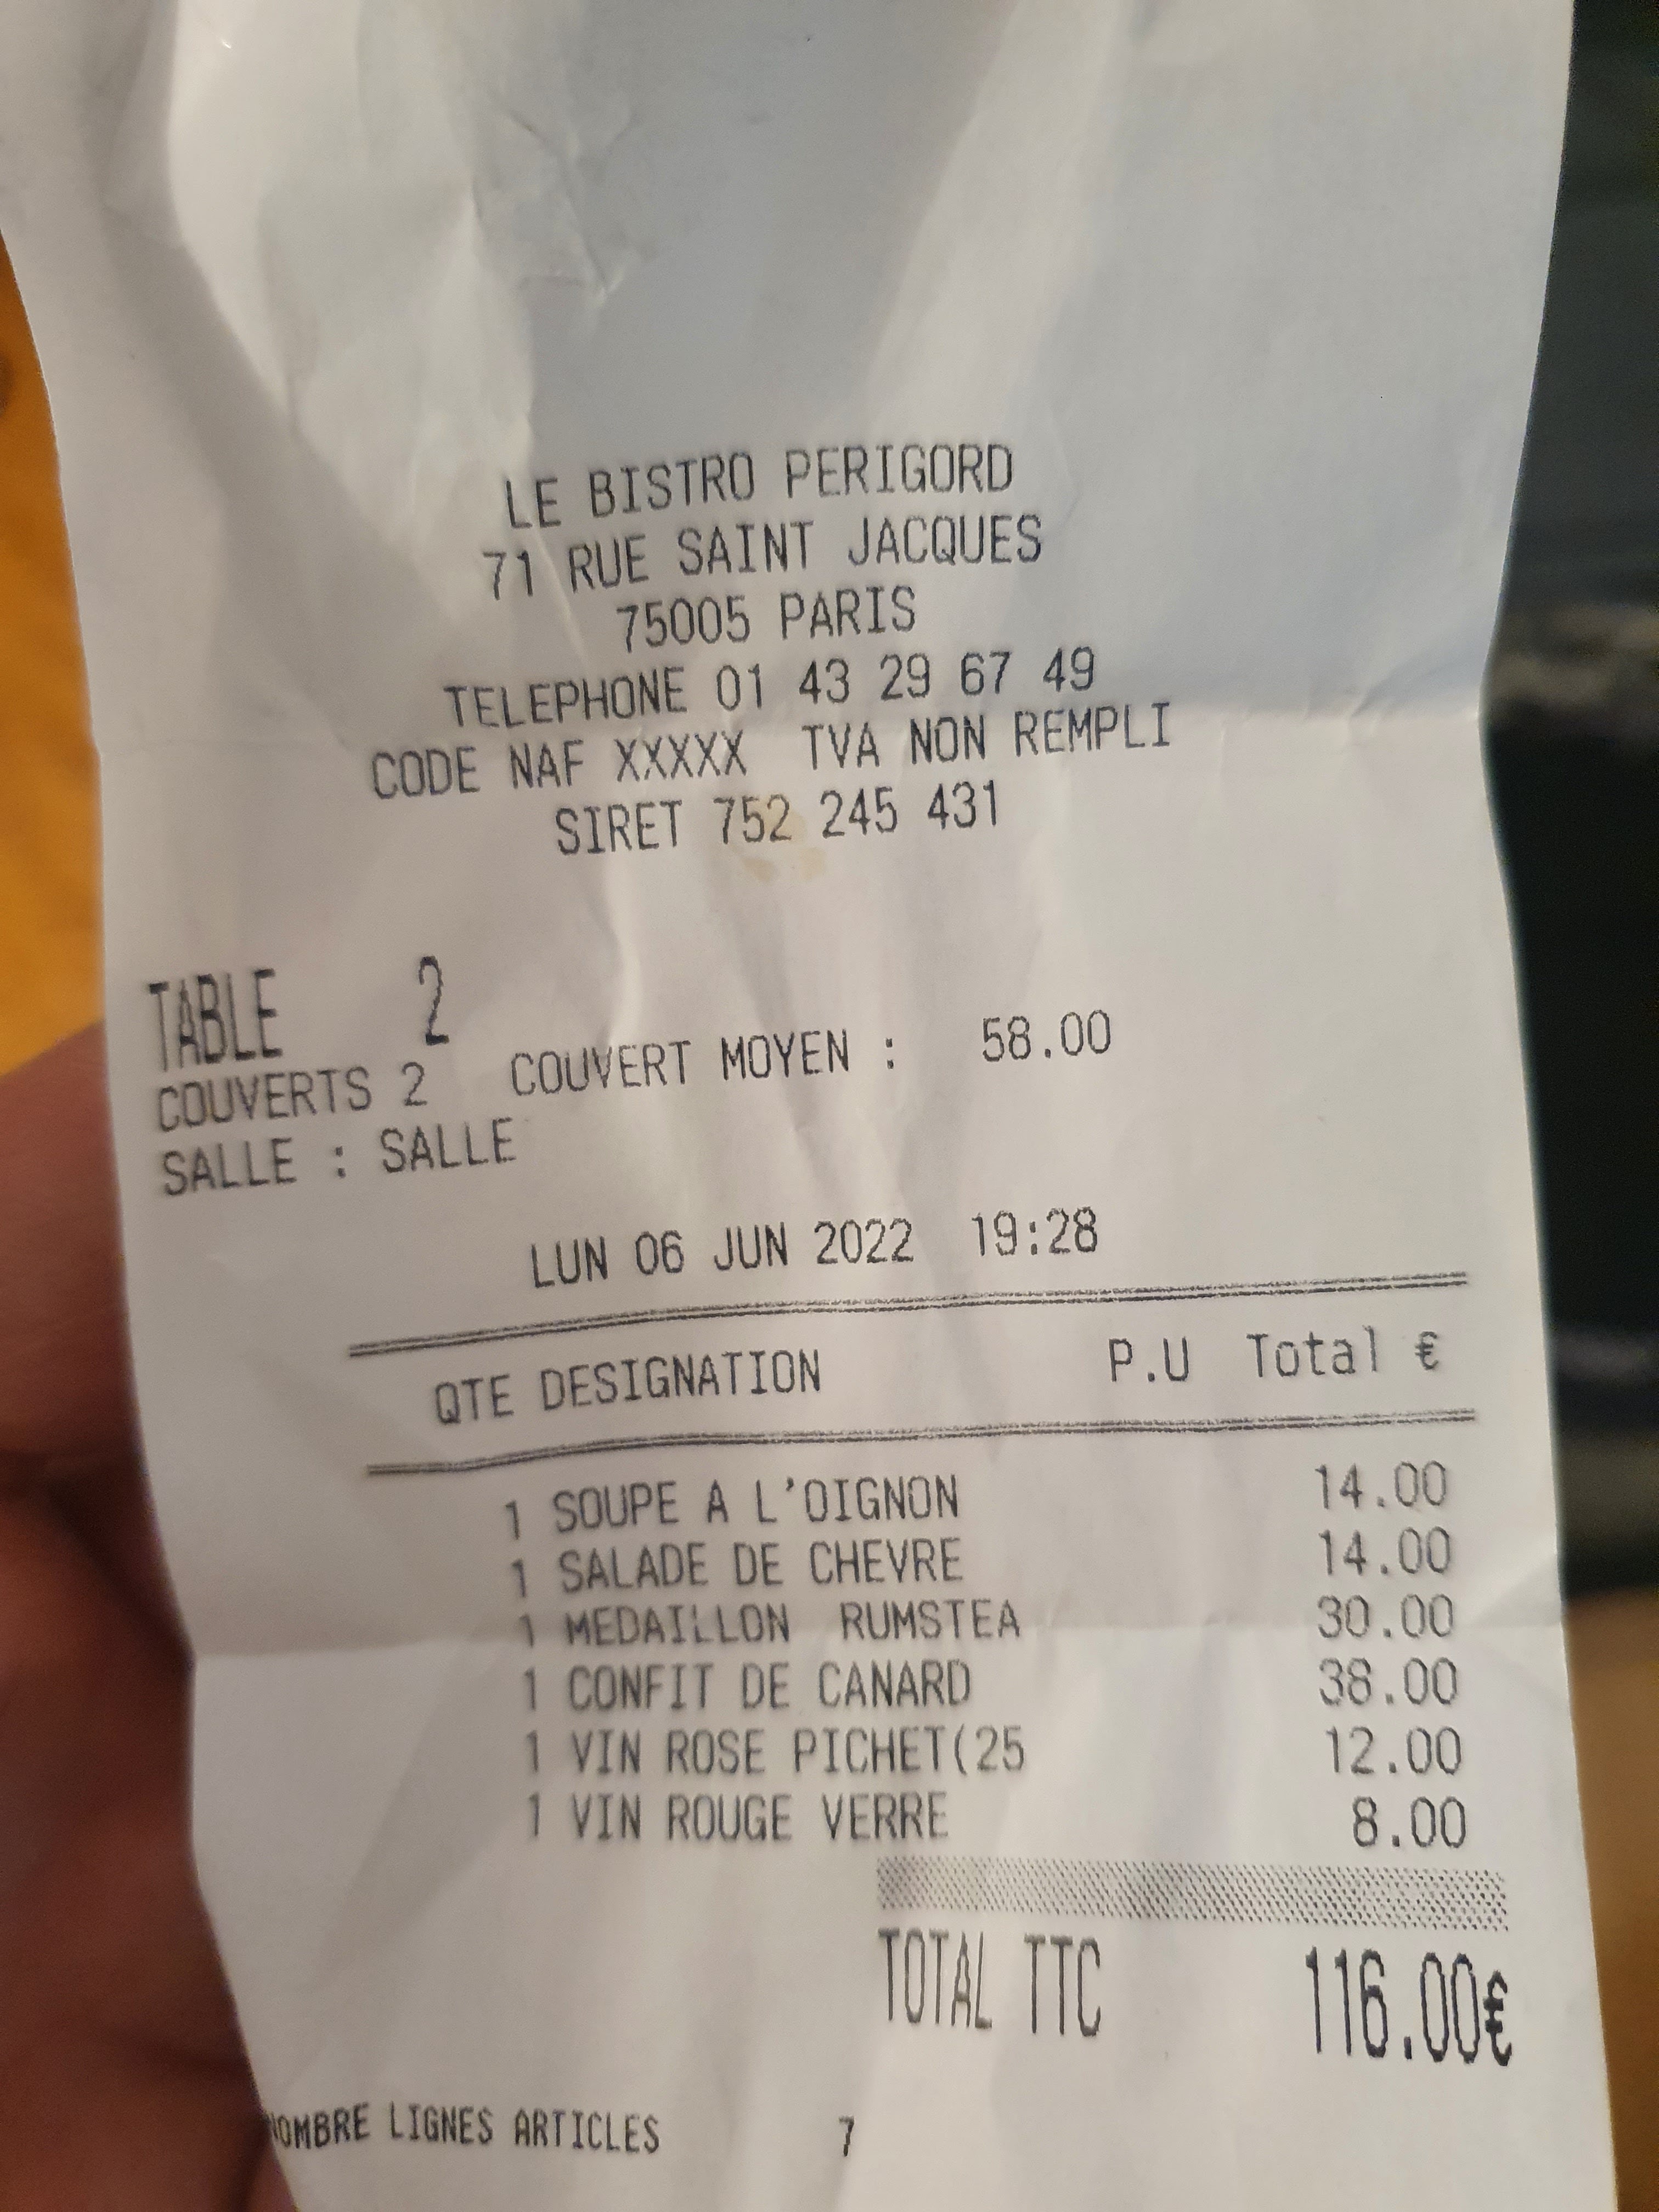 LE BISTRO PERIGORD
71 RUE SAINT JACQUES
75005 PARIS
TELEPHONE 01 43 29 67 49
CODE NAF XXXXX TVA NON REMPLI
SIRET 752 245 431
TABLE 2
COUVERTS 2 COUVERT MOYEN : 58.00
SALLE : SALLE
LUN 06 JUN 2022 19:28
QTE DESIGNATION P.U Total €
1 SOUPE A L'OIGNON 14.00
1 SALADE DE CHEVRE 14.00
1 MEDAILLON RUMSTEA 30.00
1 CONFIT DE CANARD 38.00
1 VIN ROSE PICHET(25 12.00
1 VIN ROUGE VERRE 8.00
TOTAL TTC 116.00€
NOMBRE LIGNES ARTICLES 7